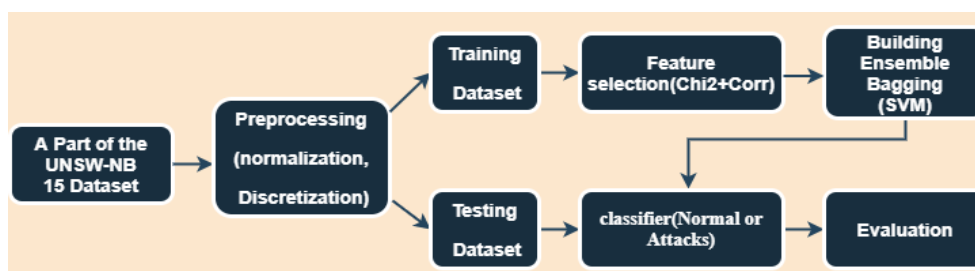 A Part of the
UNSW-NB
15 Dataset
Preprocessing
(normalization,
Discretization)
Training
Dataset
Feature
selection(Chi2+Corr)
Building
Ensemble
Bagging
(SVM)
Testing
Dataset
classifier(Normal or
Attacks)
Evaluation